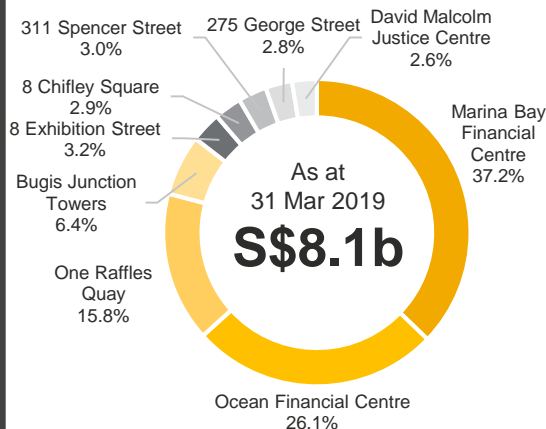 311 Spencer Street
3.0%
275 George Street
2.8%
David Malcolm
Justice Centre
2.6%
8 Chifley Square
2.9%
8 Exhibition Street
3.2%
Bugis Junction
Towers
6.4%
One Raffles
Quay
15.8%
Ocean Financial Centre
26.1%
Marina Bay
Financial
Centre
37.2%
As at
31 Mar 2019
S$8.1b